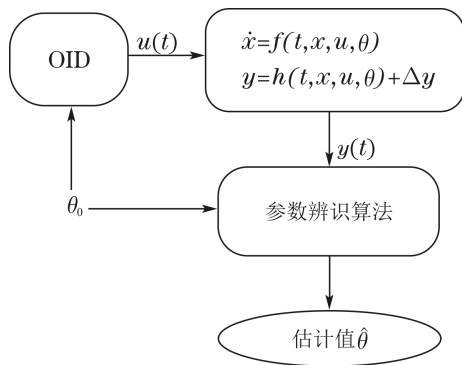 OID
u(t)
ẋ=f(t,x,u,θ)
y=h(t,x,u,θ)+Δy
y(t)
θ₀
参数辨识算法
估计值θ̂